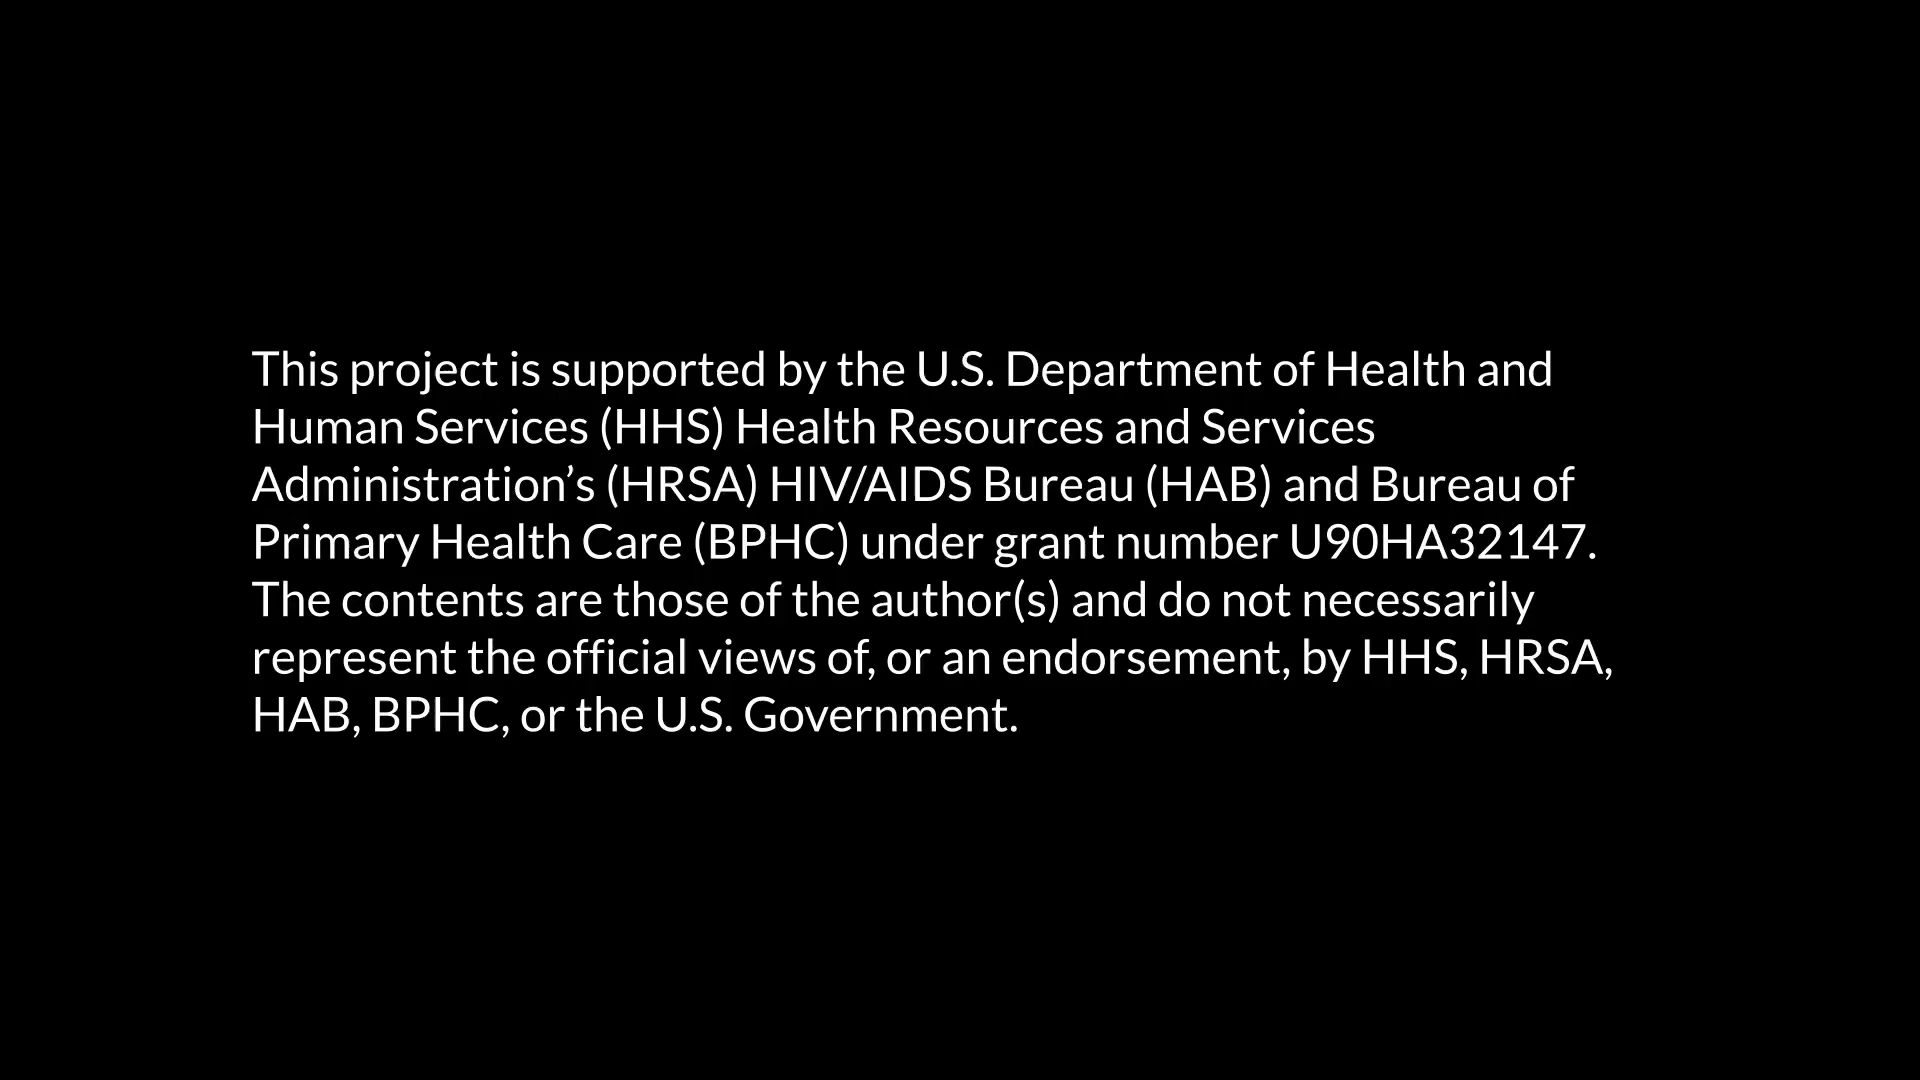 This project is supported by the U.S. Department of Health and
Human Services (HHS) Health Resources and Services
Administration’s (HRSA) HIV/AIDS Bureau (HAB) and Bureau of
Primary Health Care (BPHC) under grant number U90HA32147.
The contents are those of the author(s) and do not necessarily
represent the official views of, or an endorsement, by HHS, HRSA,
HAB, BPHC, or the U.S. Government.